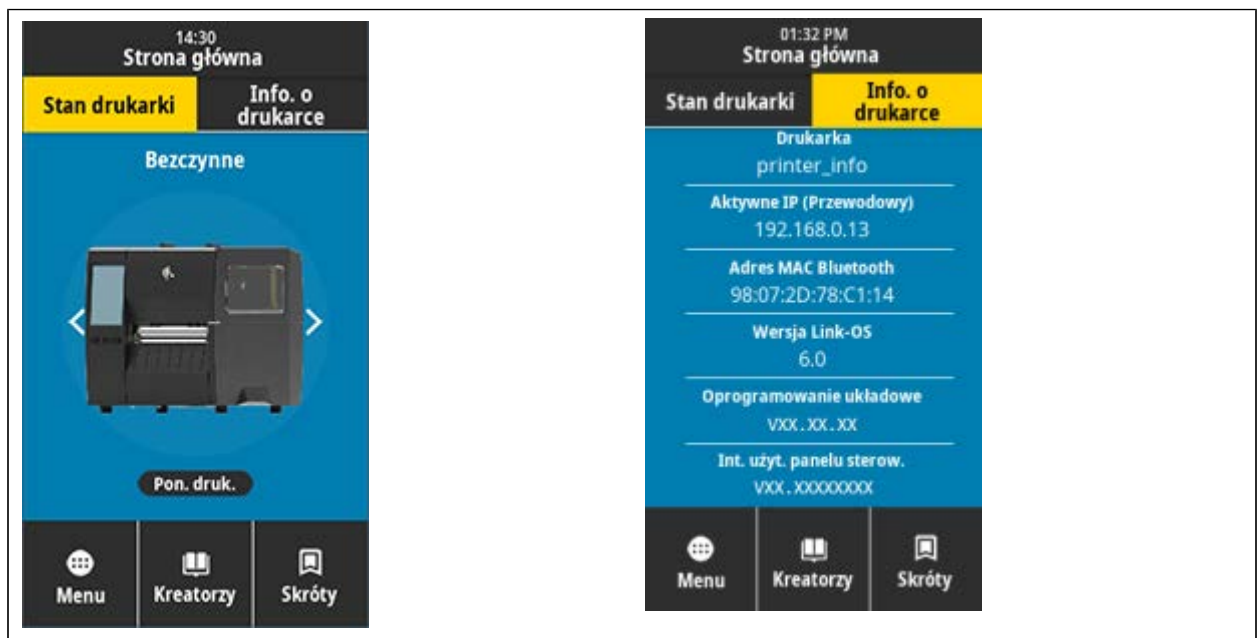 14:30
Strona główna
Stan drukarki
Info. o
drukarce
Bezczynne
Pon. druk.
Menu
Kreatorzy
Skróty
01:32 PM
Strona główna
Stan drukarki
Info. o
drukarce
Drukarka
printer_info
Aktywne IP (Przewodowy)
192.168.0.13
Adres MAC Bluetooth
98:07:2D:78:C1:14
Wersja Link-OS
6.0
Oprogramowanie układowe
VXX.XX.XX
Int. użyt. panelu sterow.
VXX.XXXXXXXX
Menu
Kreatorzy
Skróty